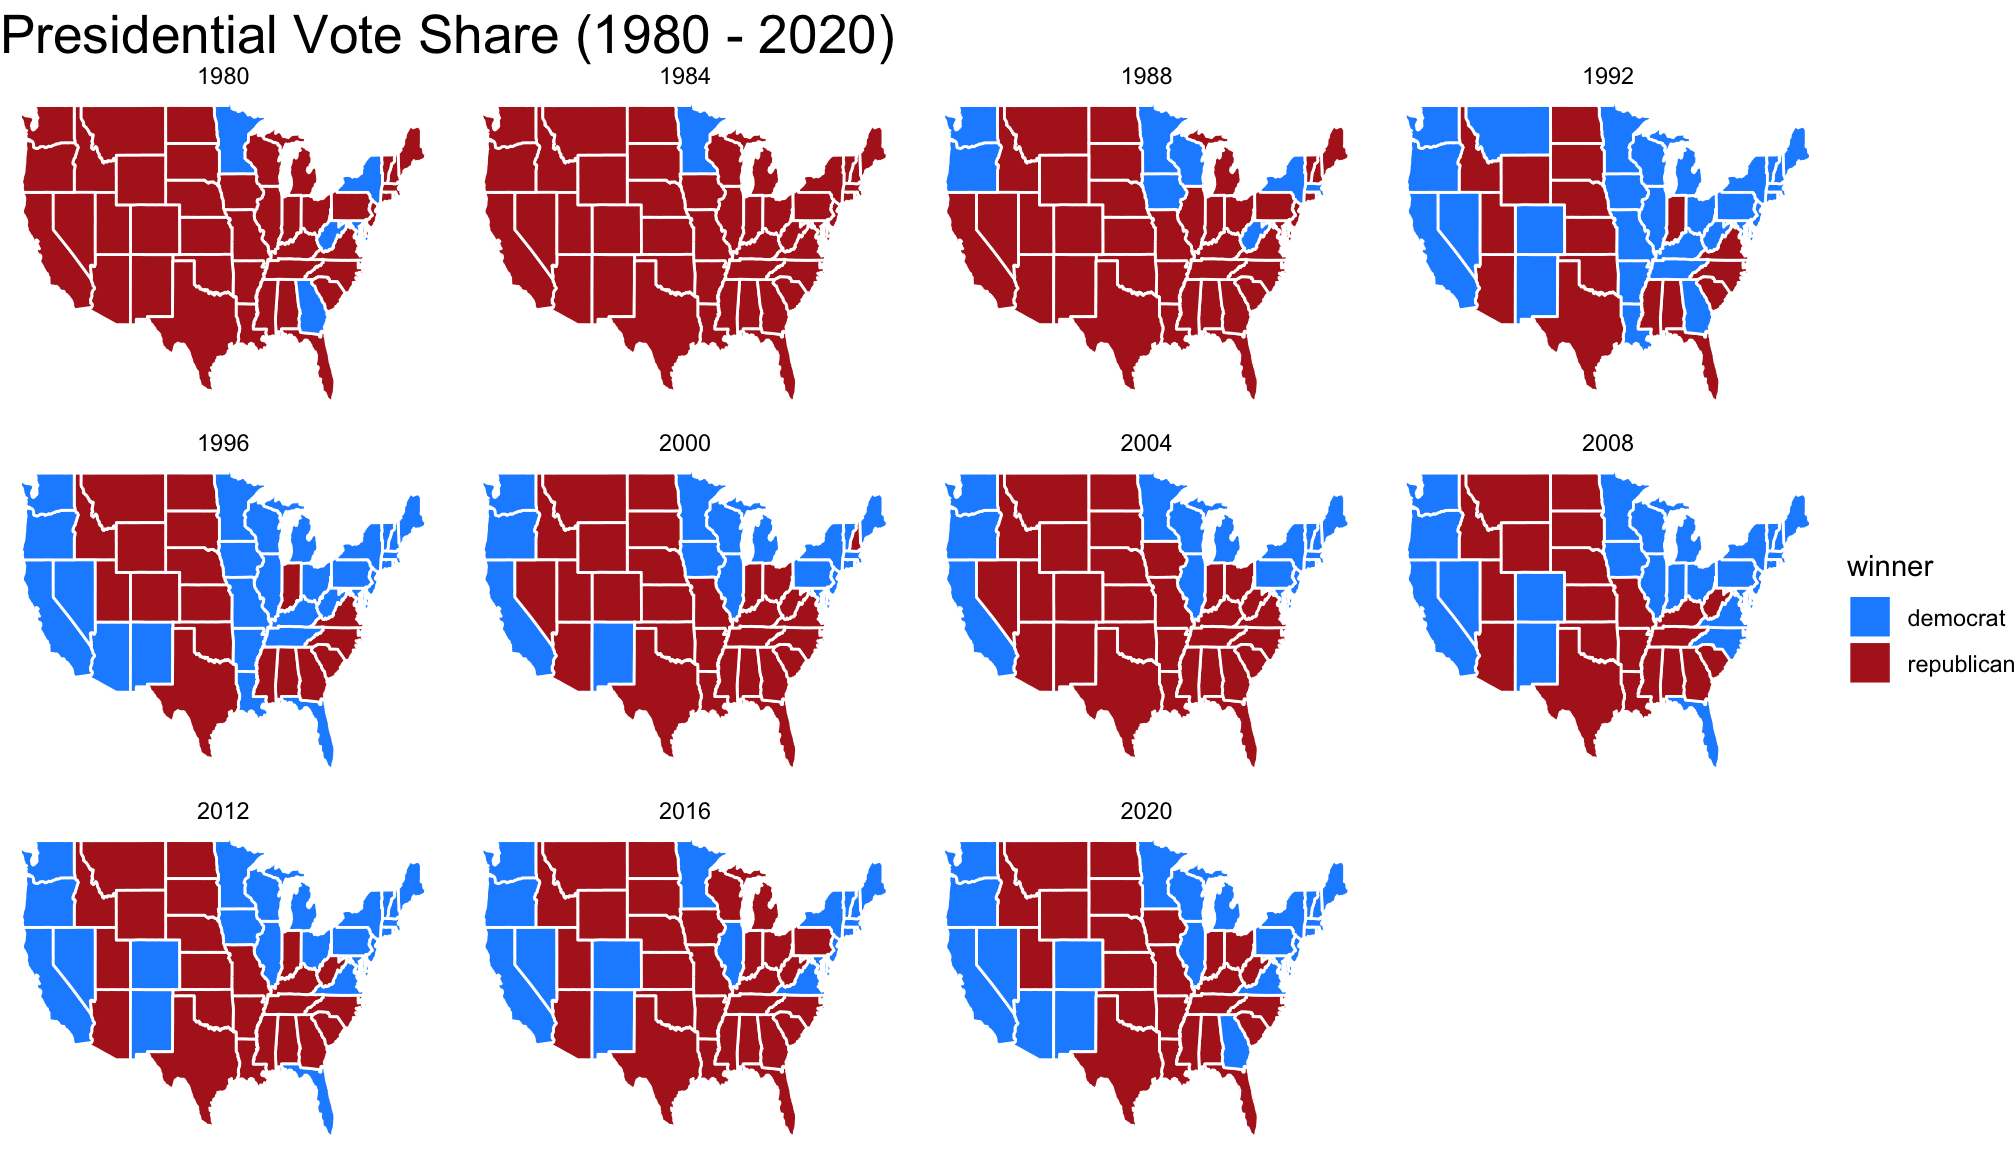 Presidential Vote Share (1980 - 2020)
1980
1984
1988
1992
1996
2000
2004
2008
winner
democrat
republican
2012
2016
2020